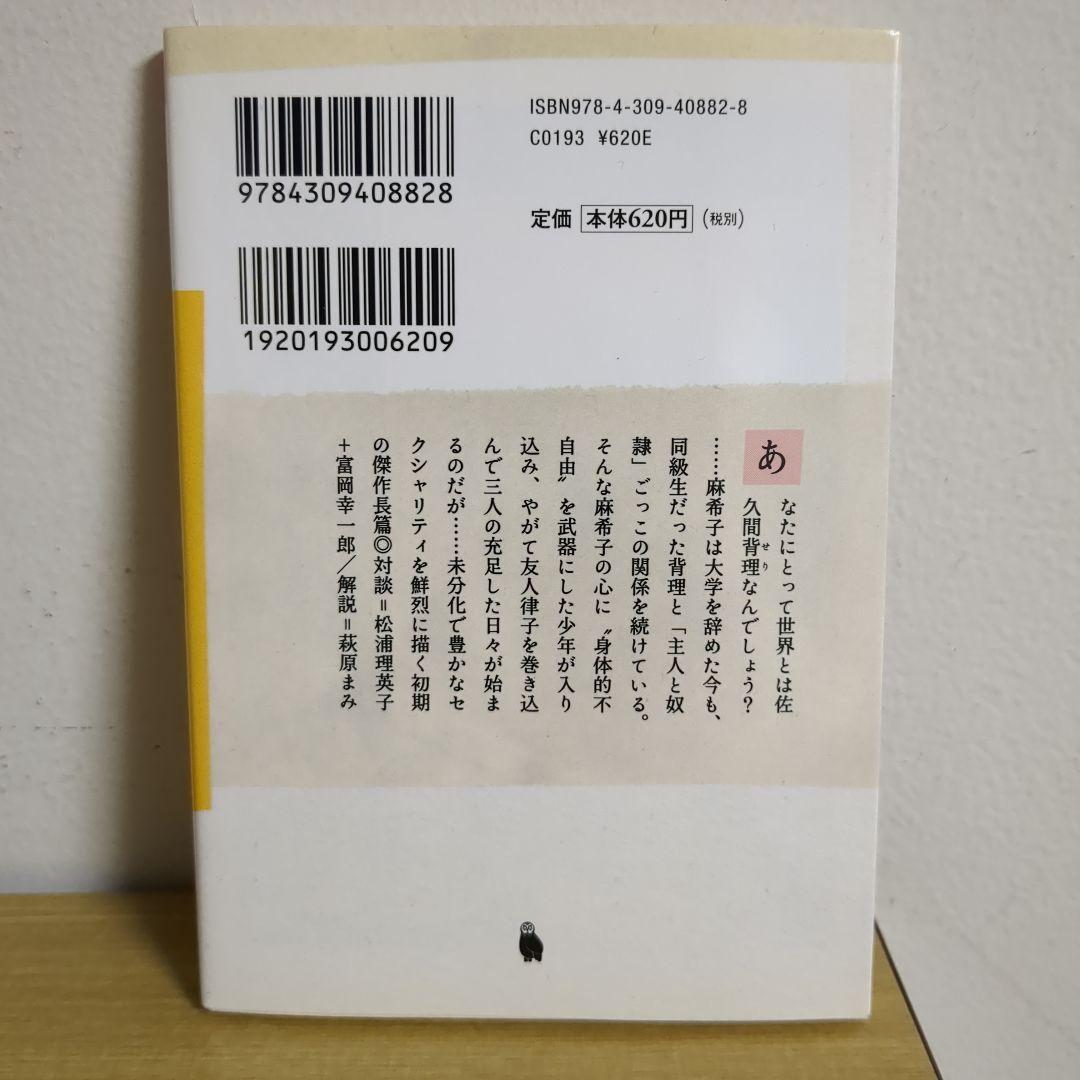 ISBN978-4-309-40882-8
C0193 ¥620E
9784309408828
定価 本体620円（税別）
1920193006209
あなたにとって世界とは佐
久間背理なんでしょう？
せり
……麻希子は大学を辞めた今も、
同級生だった背理と「主人と奴
隷」ごっこの関係を続けている。
そんな麻希子の心に〝身体的不
自由〟を武器にした少年が入り
込み、やがて友人律子を巻き込
んで三人の充足した日々が始ま
るのだが……未分化で豊かなセ
クシャリティを鮮烈に描く初期
の傑作長篇◎対談＝松浦理英子
＋富岡幸一郎／解説＝萩原まみ